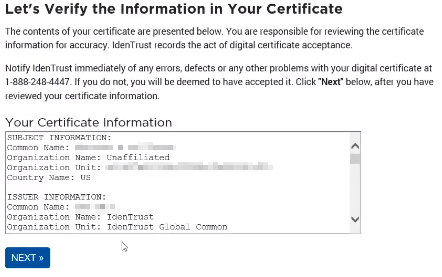 Let's Verify the Information in Your Certificate
The contents of your certificate are presented below. You are responsible for reviewing the certificate
information for accuracy. IdenTrust records the act of digital certificate acceptance.
Notify IdenTrust immediately of any errors, defects or any other problems with your digital certificate at
1-888-248-4447. If you do not, you will be deemed to have accepted it. Click "Next" below, after you have
reviewed your certificate information.
Your Certificate Information
SUBJECT INFORMATION:
Common Name:
Organization Name: Unaffiliated
Organization Unit:
Country Name: US
ISSUER INFORMATION:
Common Name:
Organization Name: IdenTrust
Organization Unit: IdenTrust Global Common
NEXT »